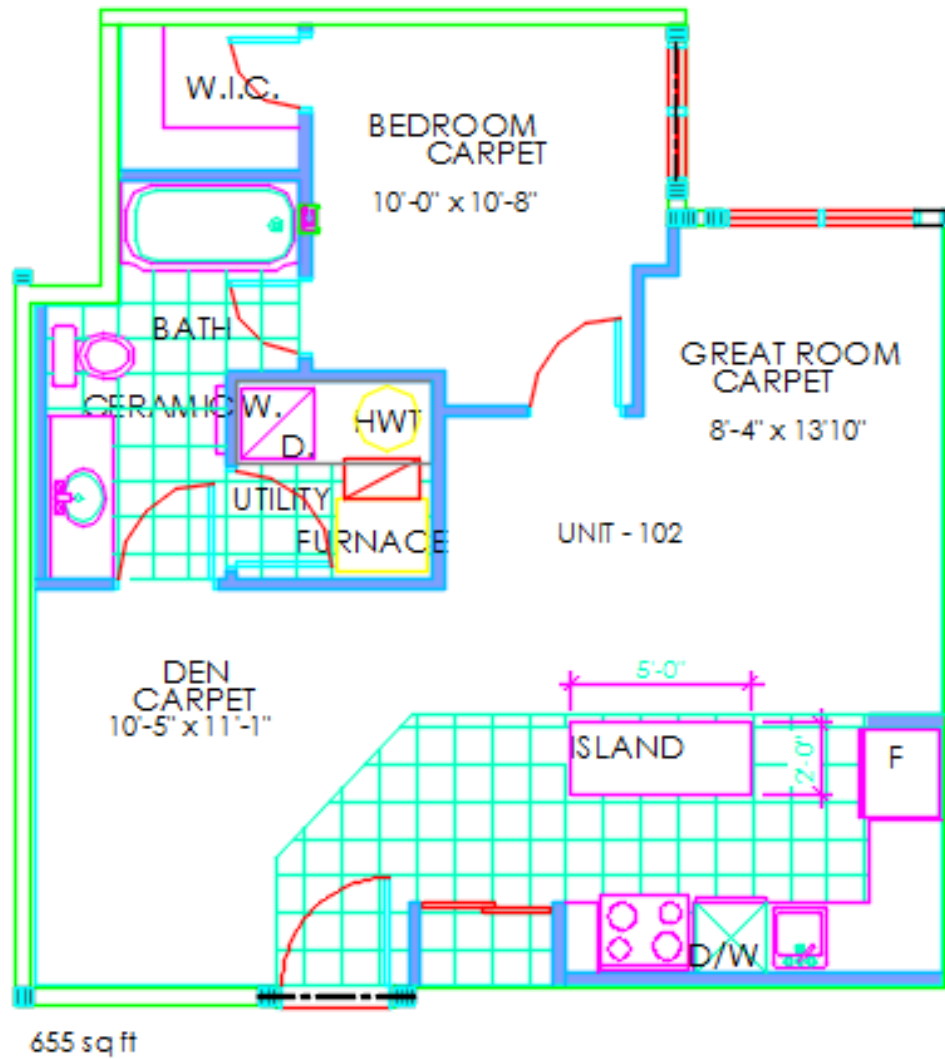 W.I.C.
BEDROOM
CARPET
10'-0" x 10'-8"
BATH
CERAMIC
W.
D.
HWT
UTILITY
FURNACE
GREAT ROOM
CARPET
8'-4" x 13'10"
UNIT - 102
DEN
CARPET
10'-5" x 11'-1"
5'-0"
ISLAND
2'-0"
F
D/W
655 sq ft